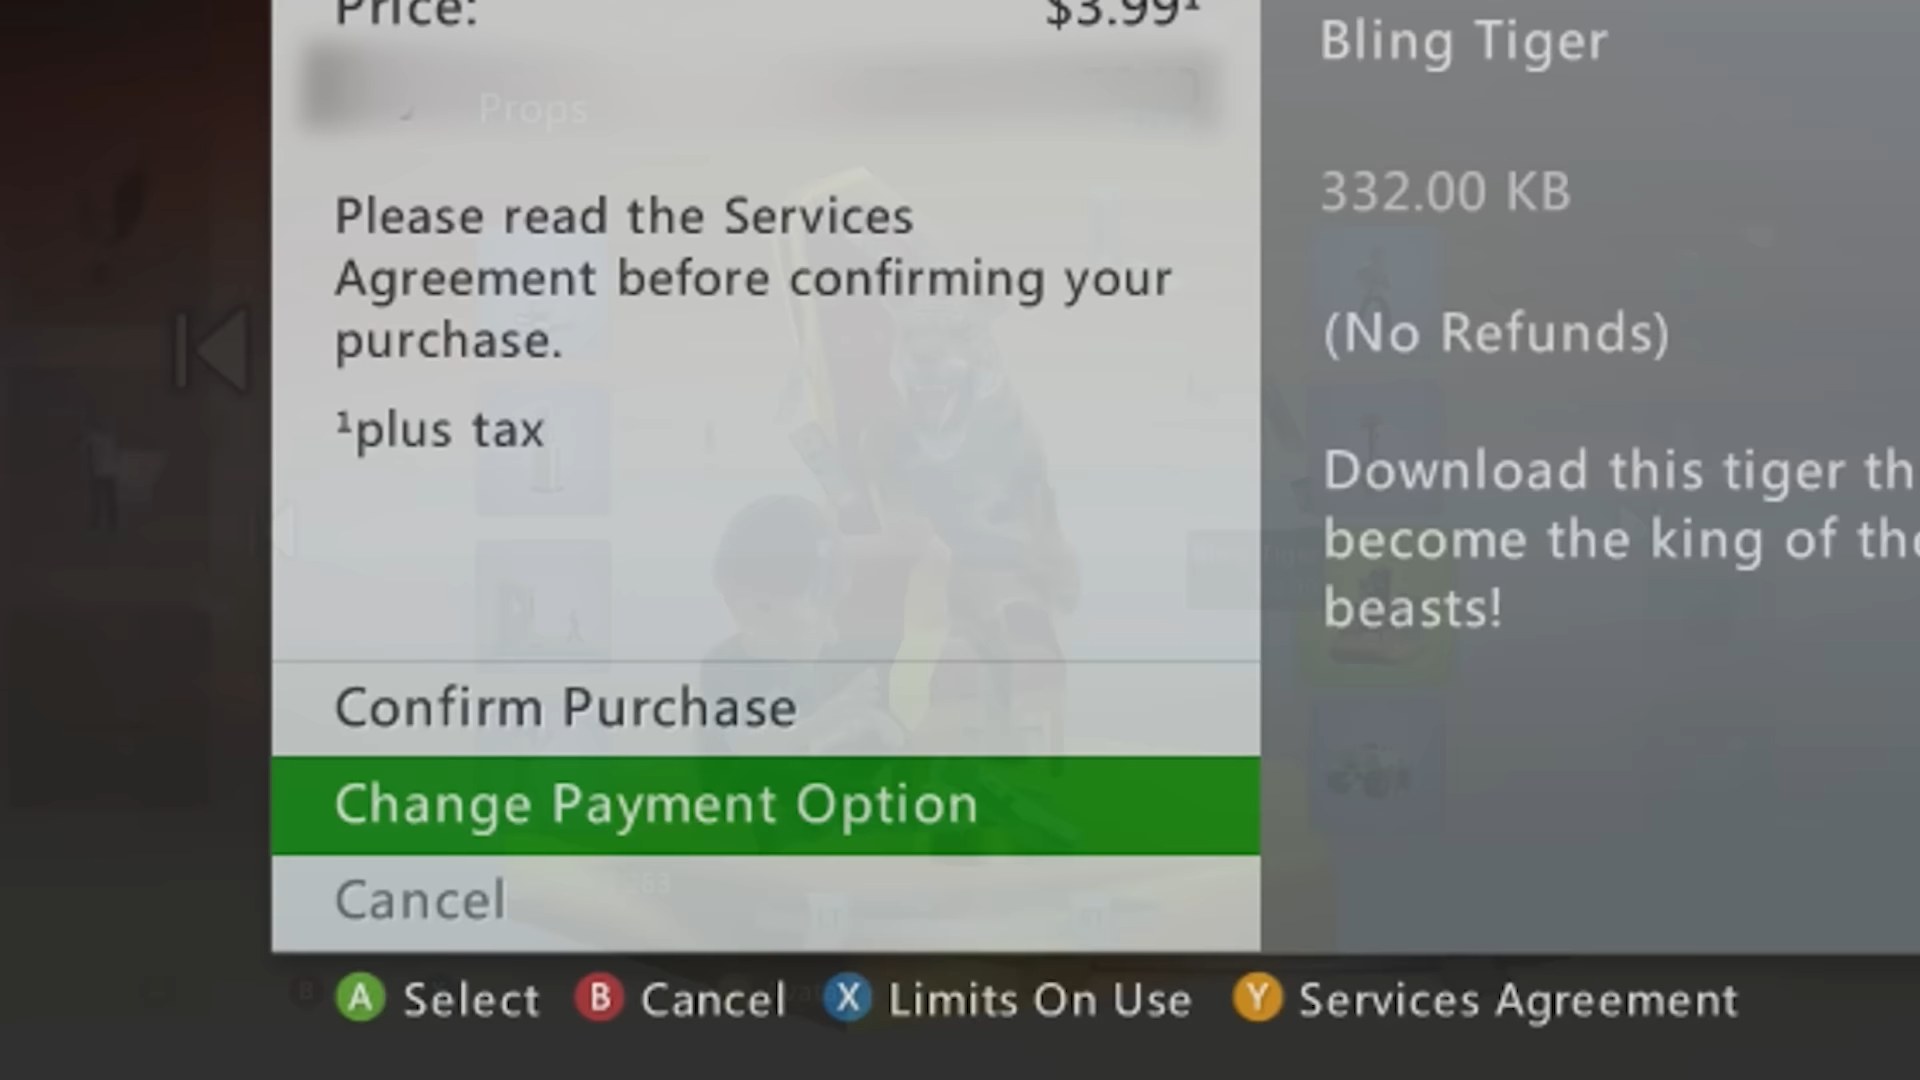 Price: $3.99¹
Props
Please read the Services
Agreement before confirming your
purchase.
¹plus tax
Confirm Purchase
Change Payment Option
Cancel
Bling Tiger
332.00 KB
(No Refunds)
Download this tiger th
become the king of the
beasts!
A Select B Cancel X Limits On Use Y Services Agreement